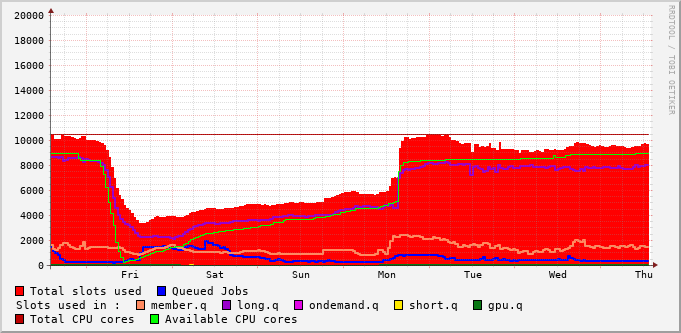 RRDTOOL / TOBI OETIKER
20000
18000
16000
14000
12000
10000
8000
6000
4000
2000
0
Fri Sat Sun Mon Tue Wed Thu
Total slots used Queued Jobs
Slots used in : member.q long.q ondemand.q short.q gpu.q
Total CPU cores Available CPU cores